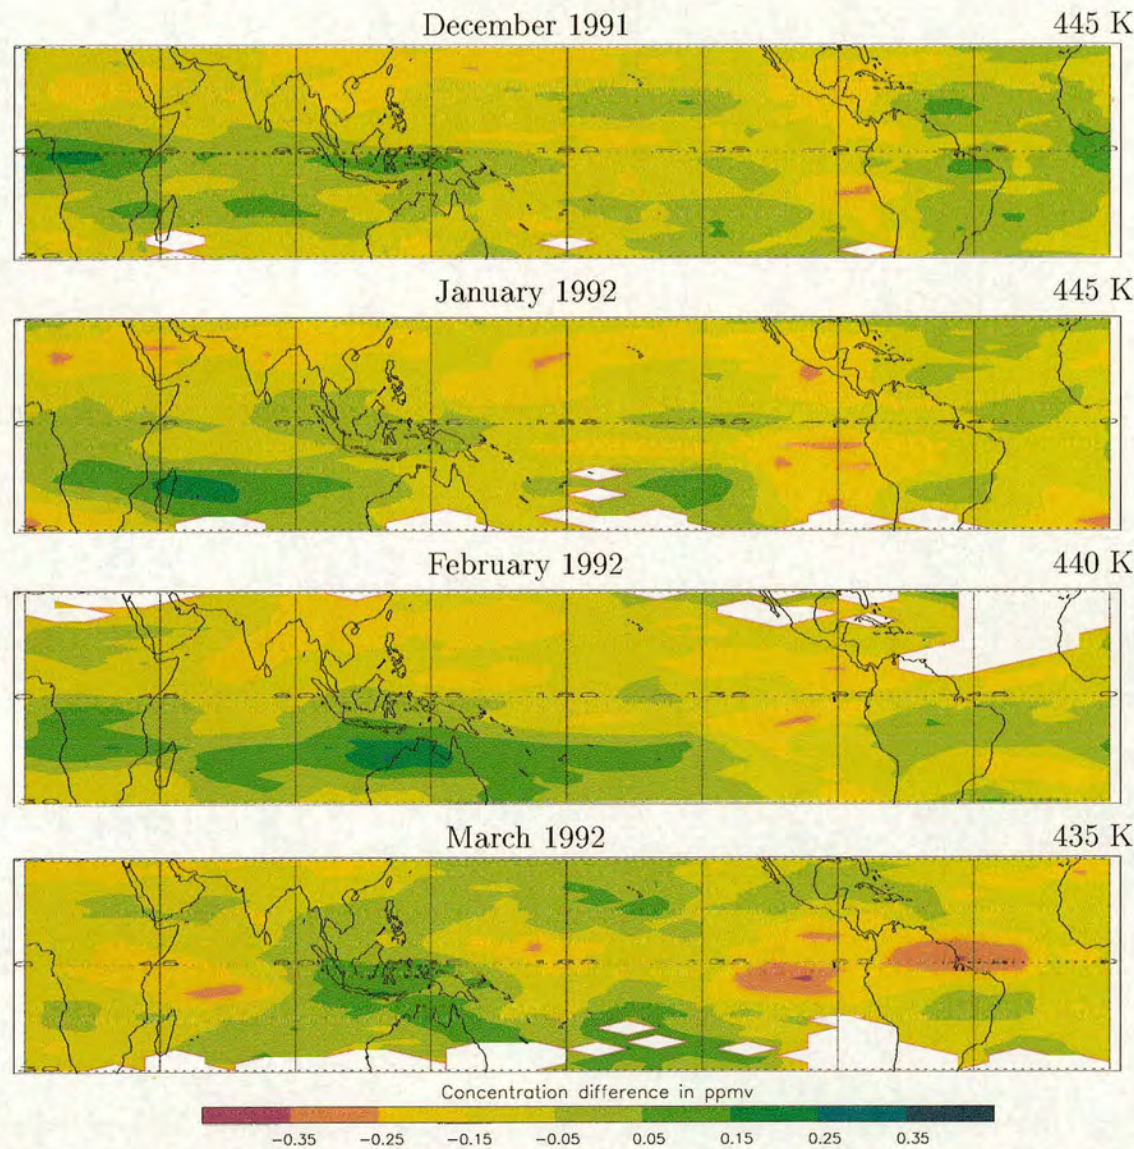 December 1991 445 K
January 1992 445 K
February 1992 440 K
March 1992 435 K
Concentration difference in ppmv
-0.35 -0.25 -0.15 -0.05 0.05 0.15 0.25 0.35